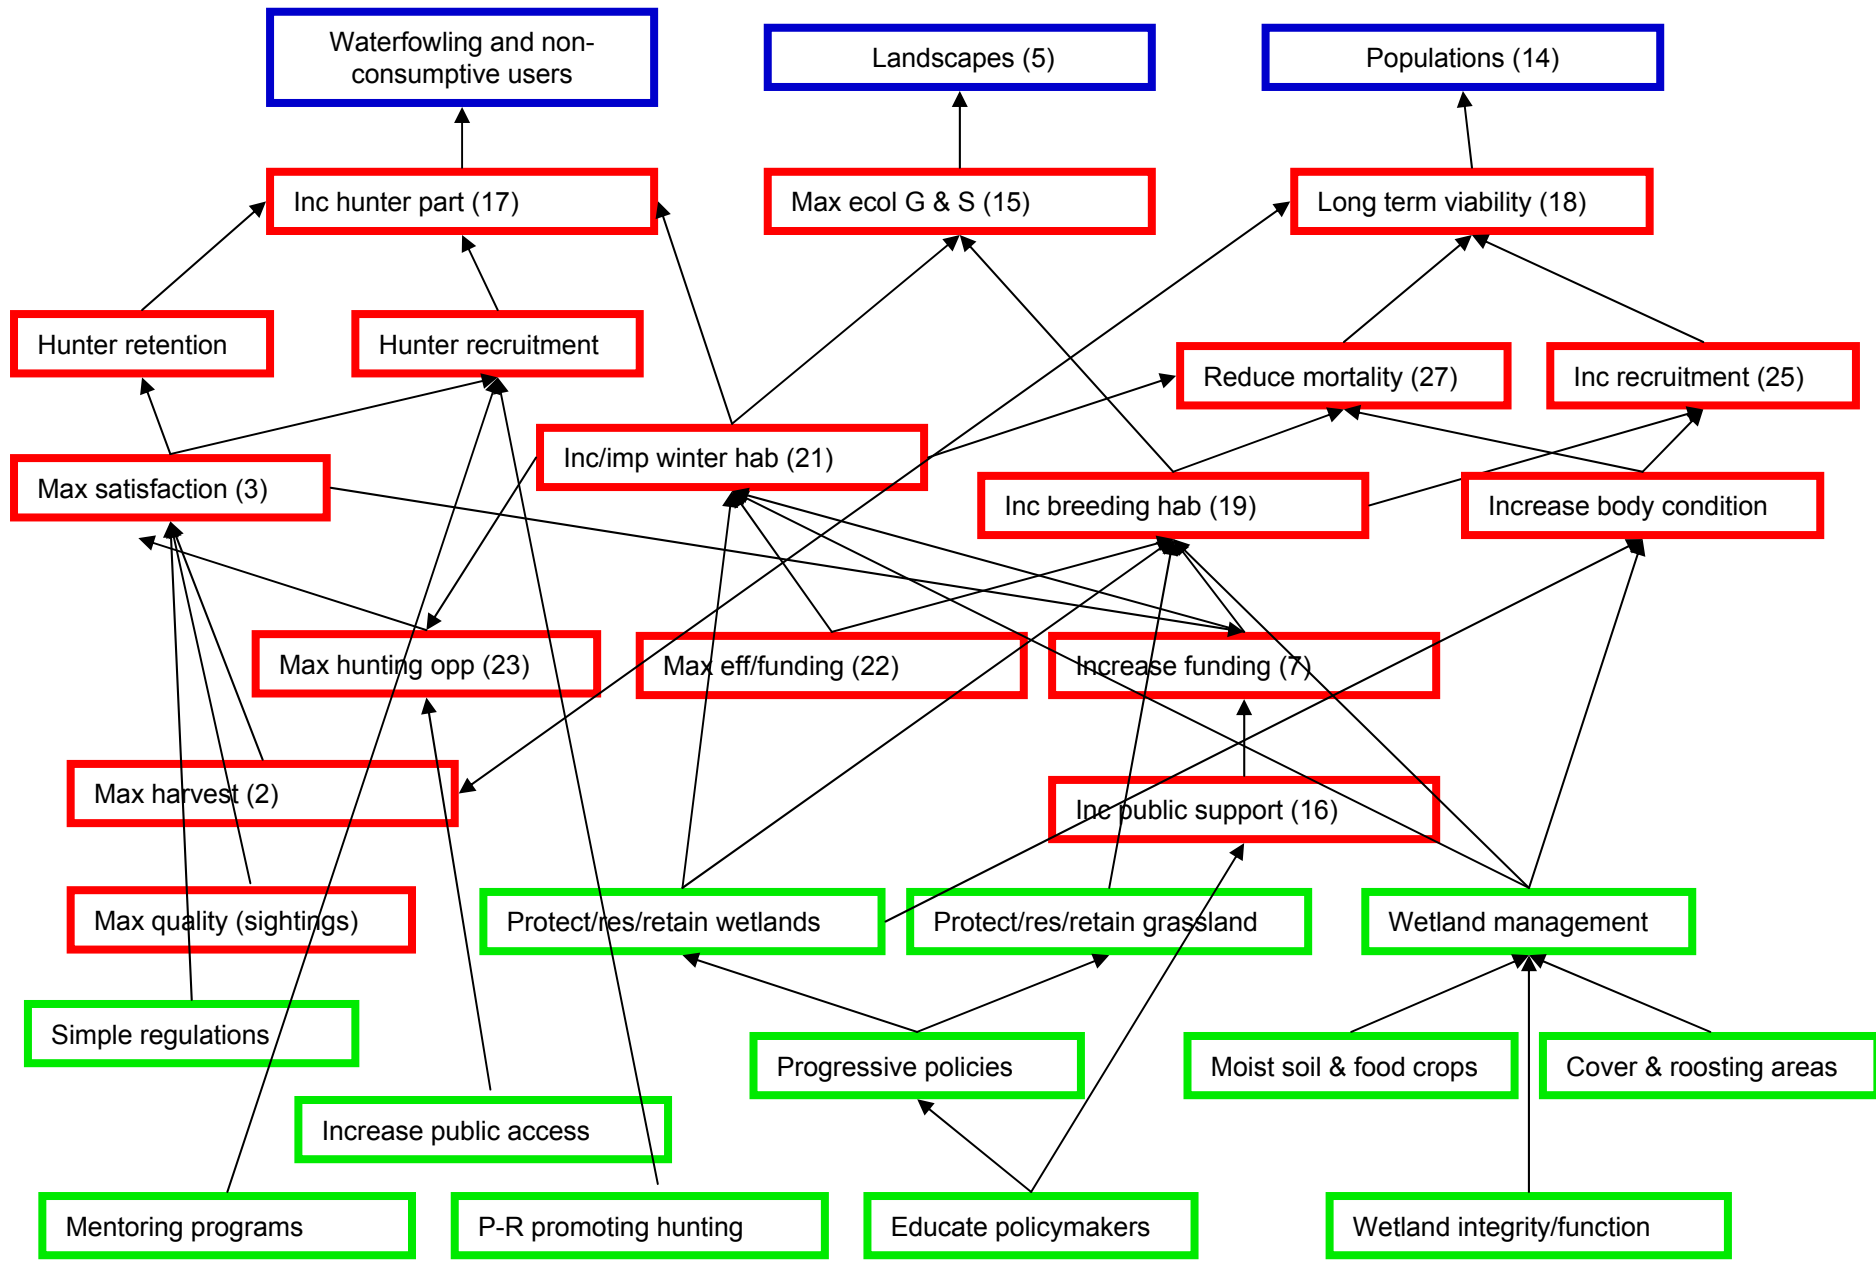 Waterfowling and non-
consumptive users
Landscapes (5)
Populations (14)
Inc hunter part (17)
Max ecol G & S (15)
Long term viability (18)
Hunter retention
Hunter recruitment
Reduce mortality (27)
Inc recruitment (25)
Inc/imp winter hab (21)
Max satisfaction (3)
Inc breeding hab (19)
Increase body condition
Max hunting opp (23)
Max eff/funding (22)
Increase funding (7)
Max harvest (2)
Inc public support (16)
Max quality (sightings)
Protect/res/retain wetlands
Protect/res/retain grassland
Wetland management
Simple regulations
Progressive policies
Moist soil & food crops
Cover & roosting areas
Increase public access
Mentoring programs
P-R promoting hunting
Educate policymakers
Wetland integrity/function